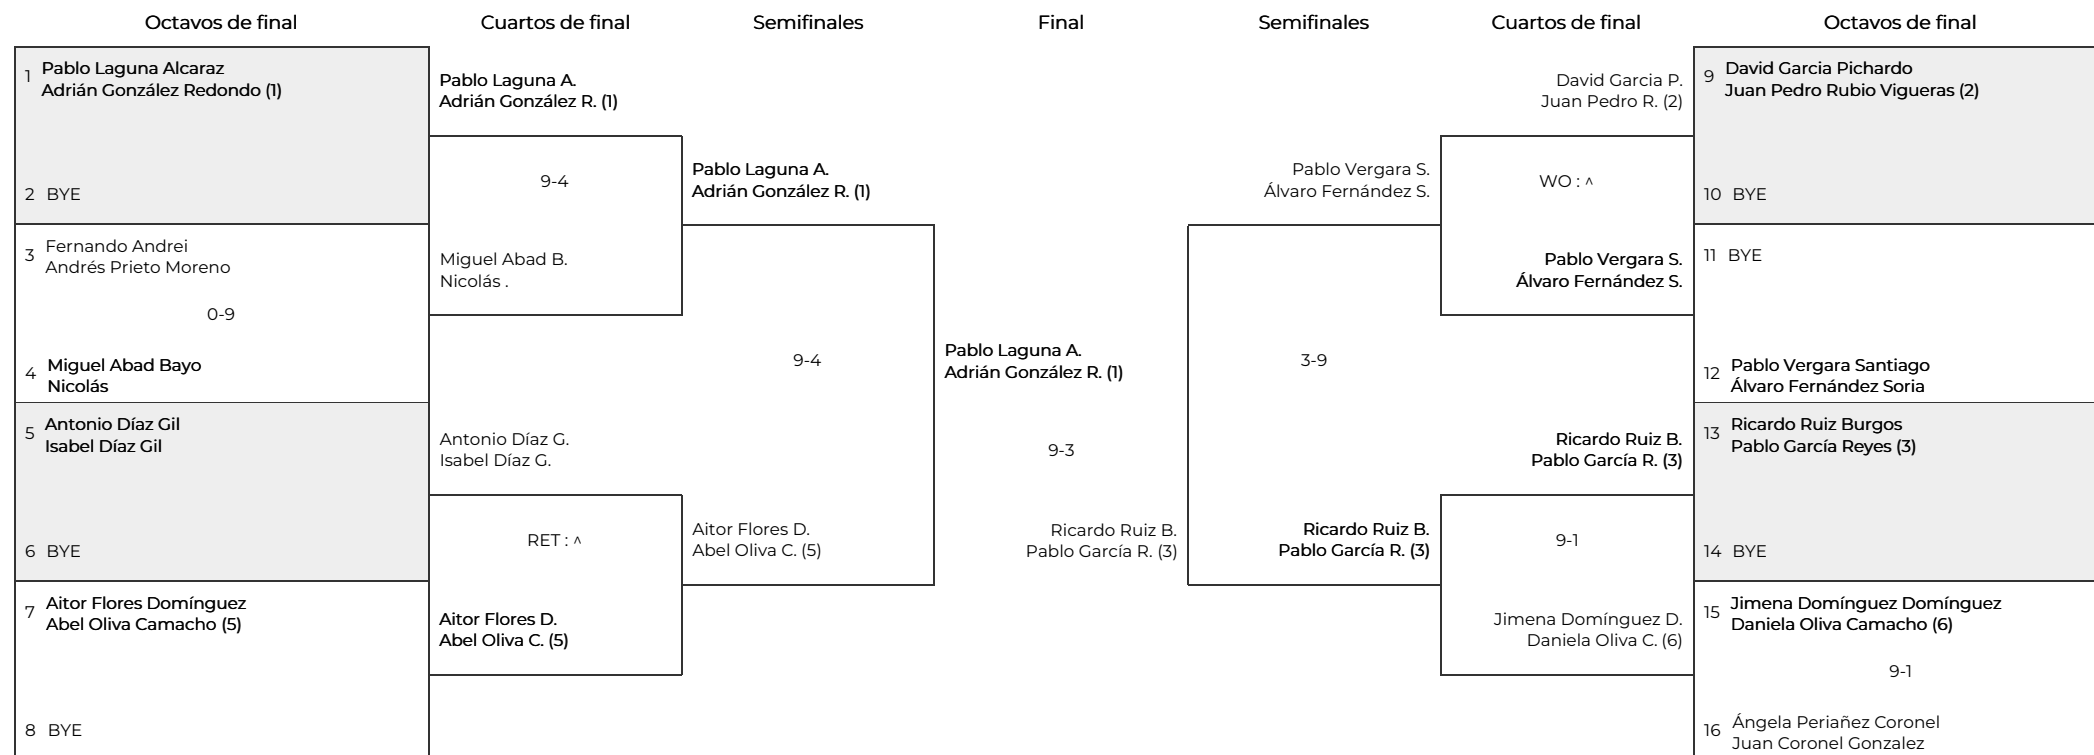 Octavos de final
Cuartos de final
Semifinales
Final
Semifinales
Cuartos de final
Octavos de final
1 Pablo Laguna Alcaraz
Adrián González Redondo (1)
2 BYE
3 Fernando Andrei
Andrés Prieto Moreno
0-9
4 Miguel Abad Bayo
Nicolás
5 Antonio Díaz Gil
Isabel Díaz Gil
6 BYE
7 Aitor Flores Domínguez
Abel Oliva Camacho (5)
8 BYE
Pablo Laguna A.
Adrián González R. (1)
9-4
Miguel Abad B.
Nicolás .
Antonio Díaz G.
Isabel Díaz G.
RET : ^
Aitor Flores D.
Abel Oliva C. (5)
Pablo Laguna A.
Adrián González R. (1)
9-4
Aitor Flores D.
Abel Oliva C. (5)
Pablo Laguna A.
Adrián González R. (1)
9-3
Ricardo Ruiz B.
Pablo García R. (3)
Pablo Vergara S.
Álvaro Fernández S.
3-9
Ricardo Ruiz B.
Pablo García R. (3)
David Garcia P.
Juan Pedro R. (2)
WO : ^
Pablo Vergara S.
Álvaro Fernández S.
Ricardo Ruiz B.
Pablo García R. (3)
9-1
Jimena Domínguez D.
Daniela Oliva C. (6)
9 David Garcia Pichardo
Juan Pedro Rubio Vigueras (2)
10 BYE
11 BYE
12 Pablo Vergara Santiago
Álvaro Fernández Soria
13 Ricardo Ruiz Burgos
Pablo García Reyes (3)
14 BYE
15 Jimena Domínguez Domínguez
Daniela Oliva Camacho (6)
9-1
16 Ángela Periañez Coronel
Juan Coronel Gonzalez